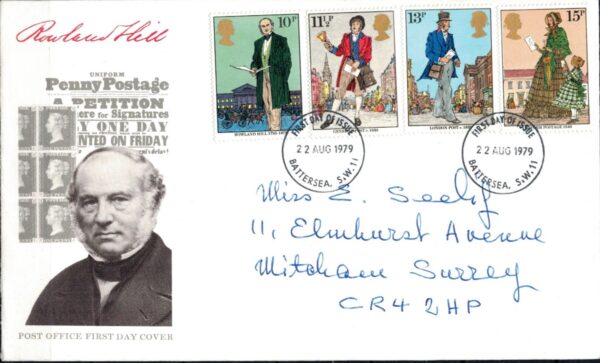 Rowland Hill
10P
11½P
13P
15P
UNIFORM
Penny Postage
A PETITION
ere for Signatures
Y ONE DAY
NTED ON FRIDAY
ROWLAND HILL 1795-
LONDON POST
POSTAGE 1840
FIRST DAY OF ISSUE
22 AUG 1979
BATTERSEA, S.W.11
FIRST DAY OF ISSUE
22 AUG 1979
BATTERSEA, S.W.11
Miss E. Seely
11, Elmhurst Avenue
Mitcham Surrey
CR4 2HP
POST OFFICE FIRST DAY COVER